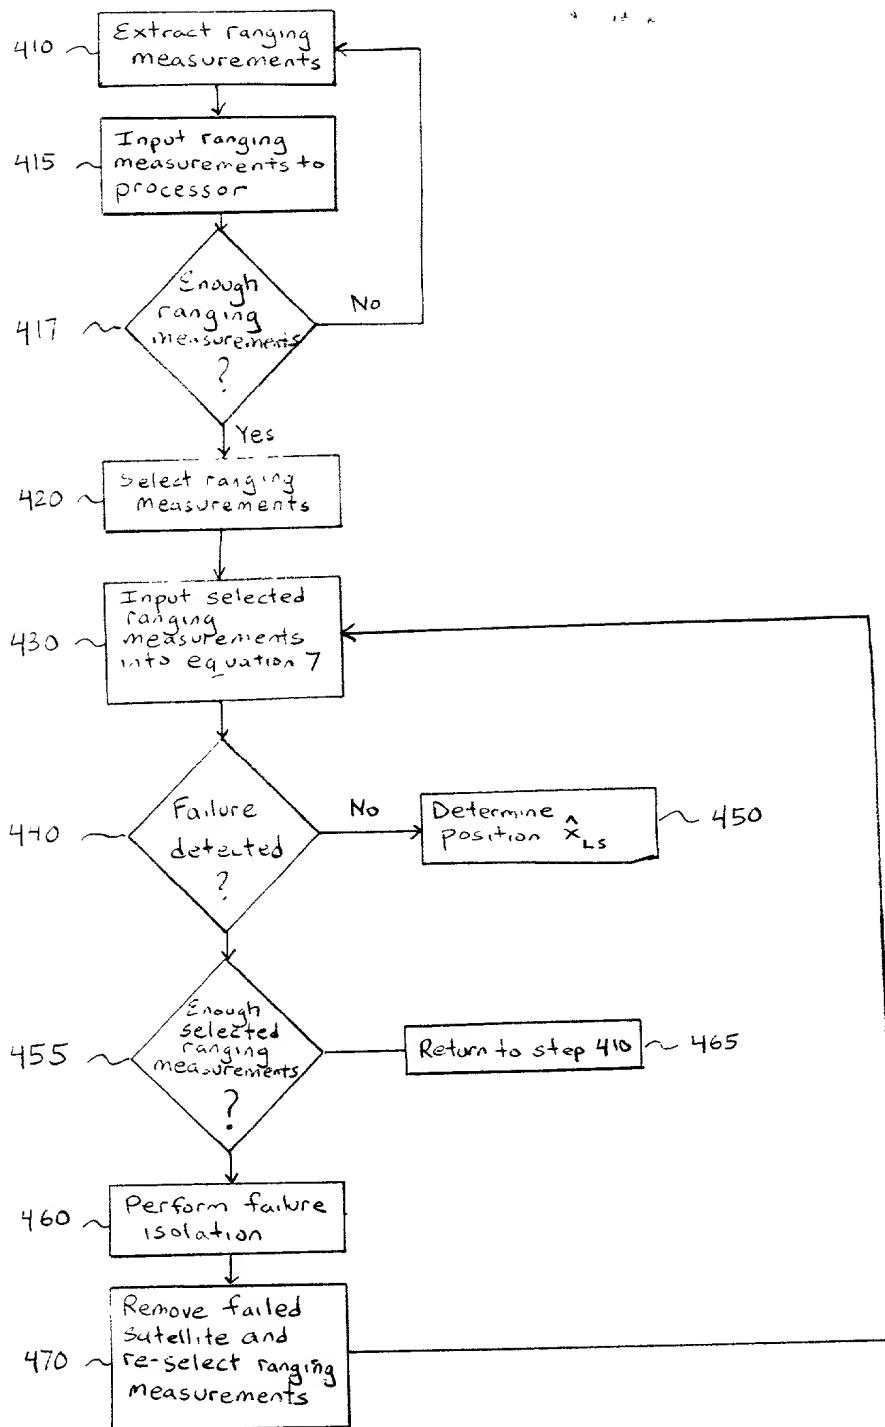 410
Extract ranging
measurements
415
Input ranging
measurements to
processor
417
Enough
ranging
measurements
?
No
Yes
420
Select ranging
measurements
430
Input selected
ranging
measurements
into equation 7
440
Failure
detected
?
No
Determine
position x̂LS
450
455
Enough
selected
ranging
measurements
?
Return to step 410
465
460
Perform failure
isolation
470
Remove failed
satellite and
re-select ranging
measurements